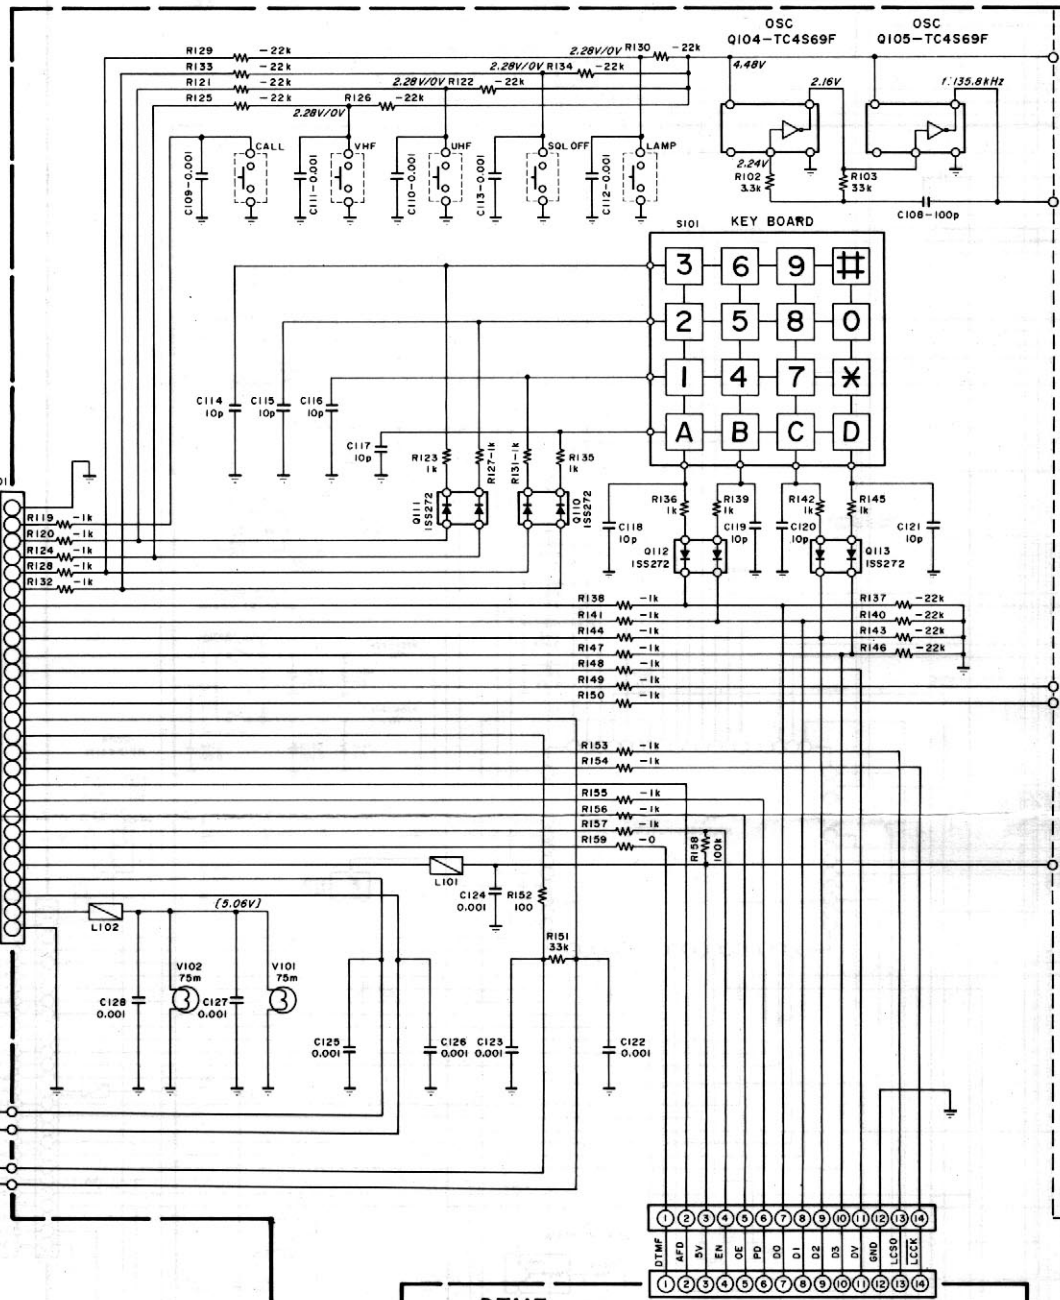 OSC
Q104-TC4S69F
OSC
Q105-TC4S69F
R129 -22k
R133 -22k
R121 -22k
R125 -22k
2.28V/0V R130 -22k
2.28V/0V R134 -22k
2.28V/0V R122 -22k
R126 -22k
2.28V/0V
4.48V
2.16V
1:135.8kHz
2.24V
R102
3.3k
R103
33k
C108-100p
CALL
VHF
UHF
SQL OFF
LAMP
C109-0.001
C111-0.001
C110-0.001
C113-0.001
C112-0.001
S101
KEY BOARD
3 6 9 #
2 5 8 0
1 4 7 *
A B C D
C114
10p
C115
10p
C116
10p
C117
10p
R123
1k
R127-1k
R131-1k
R135
1k
Q111
1SS272
Q110
1SS272
R136
1k
R139
1k
R142
1k
R145
1k
C118
10p
C119
10p
C120
10p
C121
10p
Q112
1SS272
Q113
1SS272
R119 -1k
R120 -1k
R124 -1k
R128 -1k
R132 -1k
R138 -1k
R141 -1k
R144 -1k
R147 -1k
R148 -1k
R149 -1k
R150 -1k
R137 -22k
R140 -22k
R143 -22k
R146 -22k
R153 -1k
R154 -1k
R155 -1k
R156 -1k
R157 -1k
R159 -0
R158
100k
L101
C124
0.001
R152
100
R151
33k
L102
[5.06V]
V102
75m
V101
75m
C128
0.001
C127
0.001
C125
0.001
C126
0.001
C123
0.001
C122
0.001
1 2 3 4 5 6 7 8 9 10 11 12 13 14
DTMF AFD 5V EN OE PD D0 D1 D2 D3 DV GND LCSO LCCK
1 2 3 4 5 6 7 8 9 10 11 12 13 14